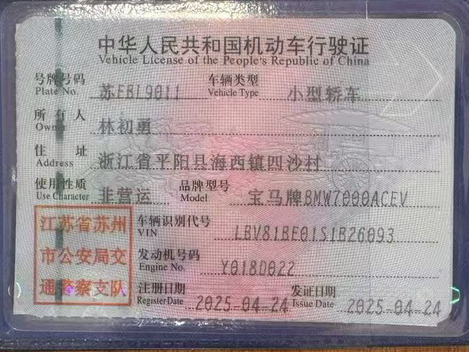 中华人民共和国机动车行驶证
Vehicle License of the People's Republic of China
号牌号码 Plate No. 苏FBL9011 车辆类型 Vehicle Type 小型轿车
所有人 Owner 林初勇
住址 Address 浙江省平阳县海西镇四沙村
使用性质 Use Character 非营运 品牌型号 Model 宝马牌BMW7000ACEV
江苏省苏州市公安局交通警察支队
车辆识别代号 VIN LBV81BE01S1B26093
发动机号码 Engine No. Y018D022
注册日期 Register Date 2025-04-24 发证日期 Issue Date 2025-04-24